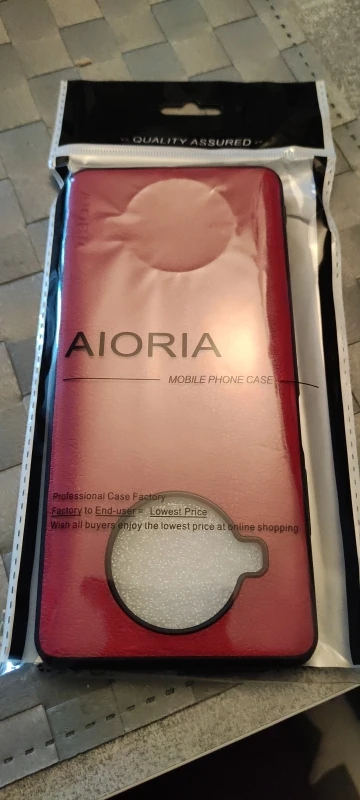 QUALITY ASSURED
AIORIA
MOBILE PHONE CASE
Professional Case Factory
Factory to End-user = Lowest Price
Wish all buyers enjoy the lowest price at online shopping